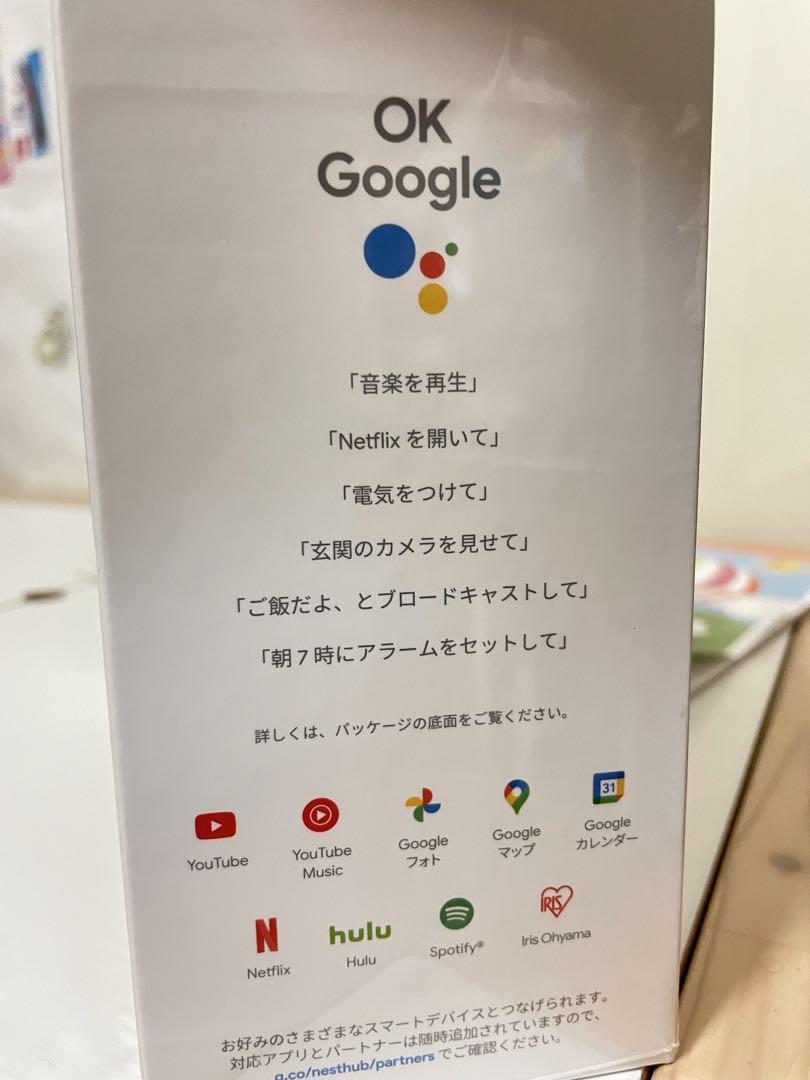 OK
Google
「音楽を再生」
「Netflix を開いて」
「電気をつけて」
「玄関のカメラを見せて」
「ご飯だよ、とブロードキャストして」
「朝 7 時にアラームをセットして」
詳しくは、パッケージの底面をご覧ください。
YouTube
YouTube
Music
Google
フォト
Google
マップ
31
Google
カレンダー
N
Netflix
hulu
Hulu
Spotify®
IRIS
Iris Ohyama
お好みのさまざまなスマートデバイスとつなげられます。
対応アプリとパートナーは随時追加されていますので、
g.co/nesthub/partners でご確認ください。